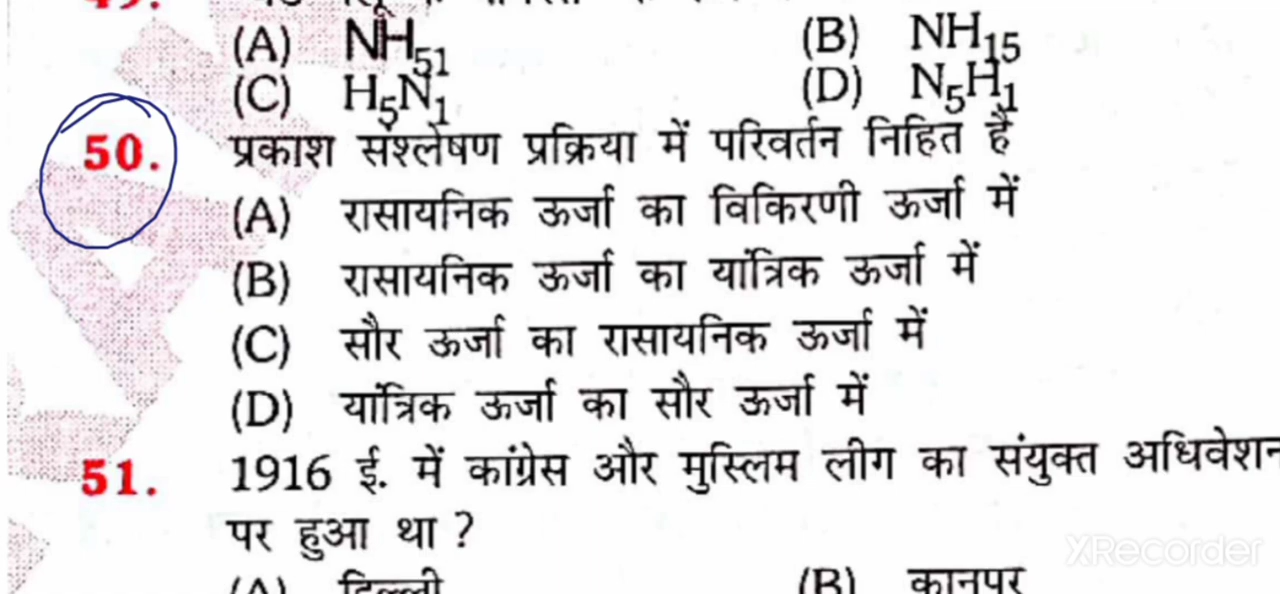 (A) NH51 (B) NH15
(C) H5N1 (D) N5H1
50. प्रकाश संश्लेषण प्रक्रिया में परिवर्तन निहित है
(A) रासायनिक ऊर्जा का विकिरणी ऊर्जा में
(B) रासायनिक ऊर्जा का यांत्रिक ऊर्जा में
(C) सौर ऊर्जा का रासायनिक ऊर्जा में
(D) यांत्रिक ऊर्जा का सौर ऊर्जा में
51. 1916 ई. में कांग्रेस और मुस्लिम लीग का संयुक्त अधिवेशन
पर हुआ था ?
(A) दिल्ली (B) कानपुर
XRecorder